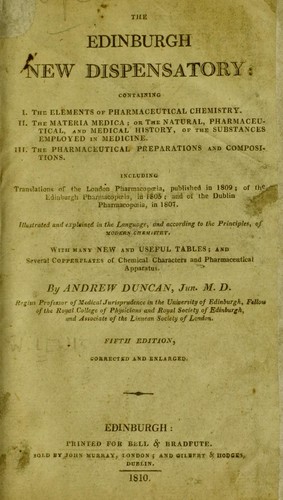 THE
EDINBURGH
NEW DISPENSATORY:
CONTAINING
I. THE ELEMENTS OF PHARMACEUTICAL CHEMISTRY.
II. THE MATERIA MEDICA; OR THE NATURAL, PHARMACEU-
TICAL, AND MEDICAL HISTORY, OF THE SUBSTANCES
EMPLOYED IN MEDICINE.
III. THE PHARMACEUTICAL PREPARATIONS AND COMPOSI-
TIONS.
INCLUDING
Translations of the London Pharmacopœia, published in 1809; of the
Edinburgh Pharmacopœia, in 1805; and of the Dublin
Pharmacopœia, in 1807.
Illustrated and explained in the Language, and according to the Principles, of
MODERN CHEMISTRY.
WITH MANY NEW AND USEFUL TABLES; AND
Several COPPERPLATES of Chemical Characters and Pharmaceutical
Apparatus.
By ANDREW DUNCAN, Jun. M. D.
Regius Professor of Medical Jurisprudence in the University of Edinburgh, Fellow
of the Royal College of Physicians and Royal Society of Edinburgh,
and Associate of the Linnean Society of London.
FIFTH EDITION,
CORRECTED AND ENLARGED.
EDINBURGH:
PRINTED FOR BELL & BRADFUTE.
SOLD BY JOHN MURRAY, LONDON; AND GILBERT & HODGES,
DUBLIN.
1810.